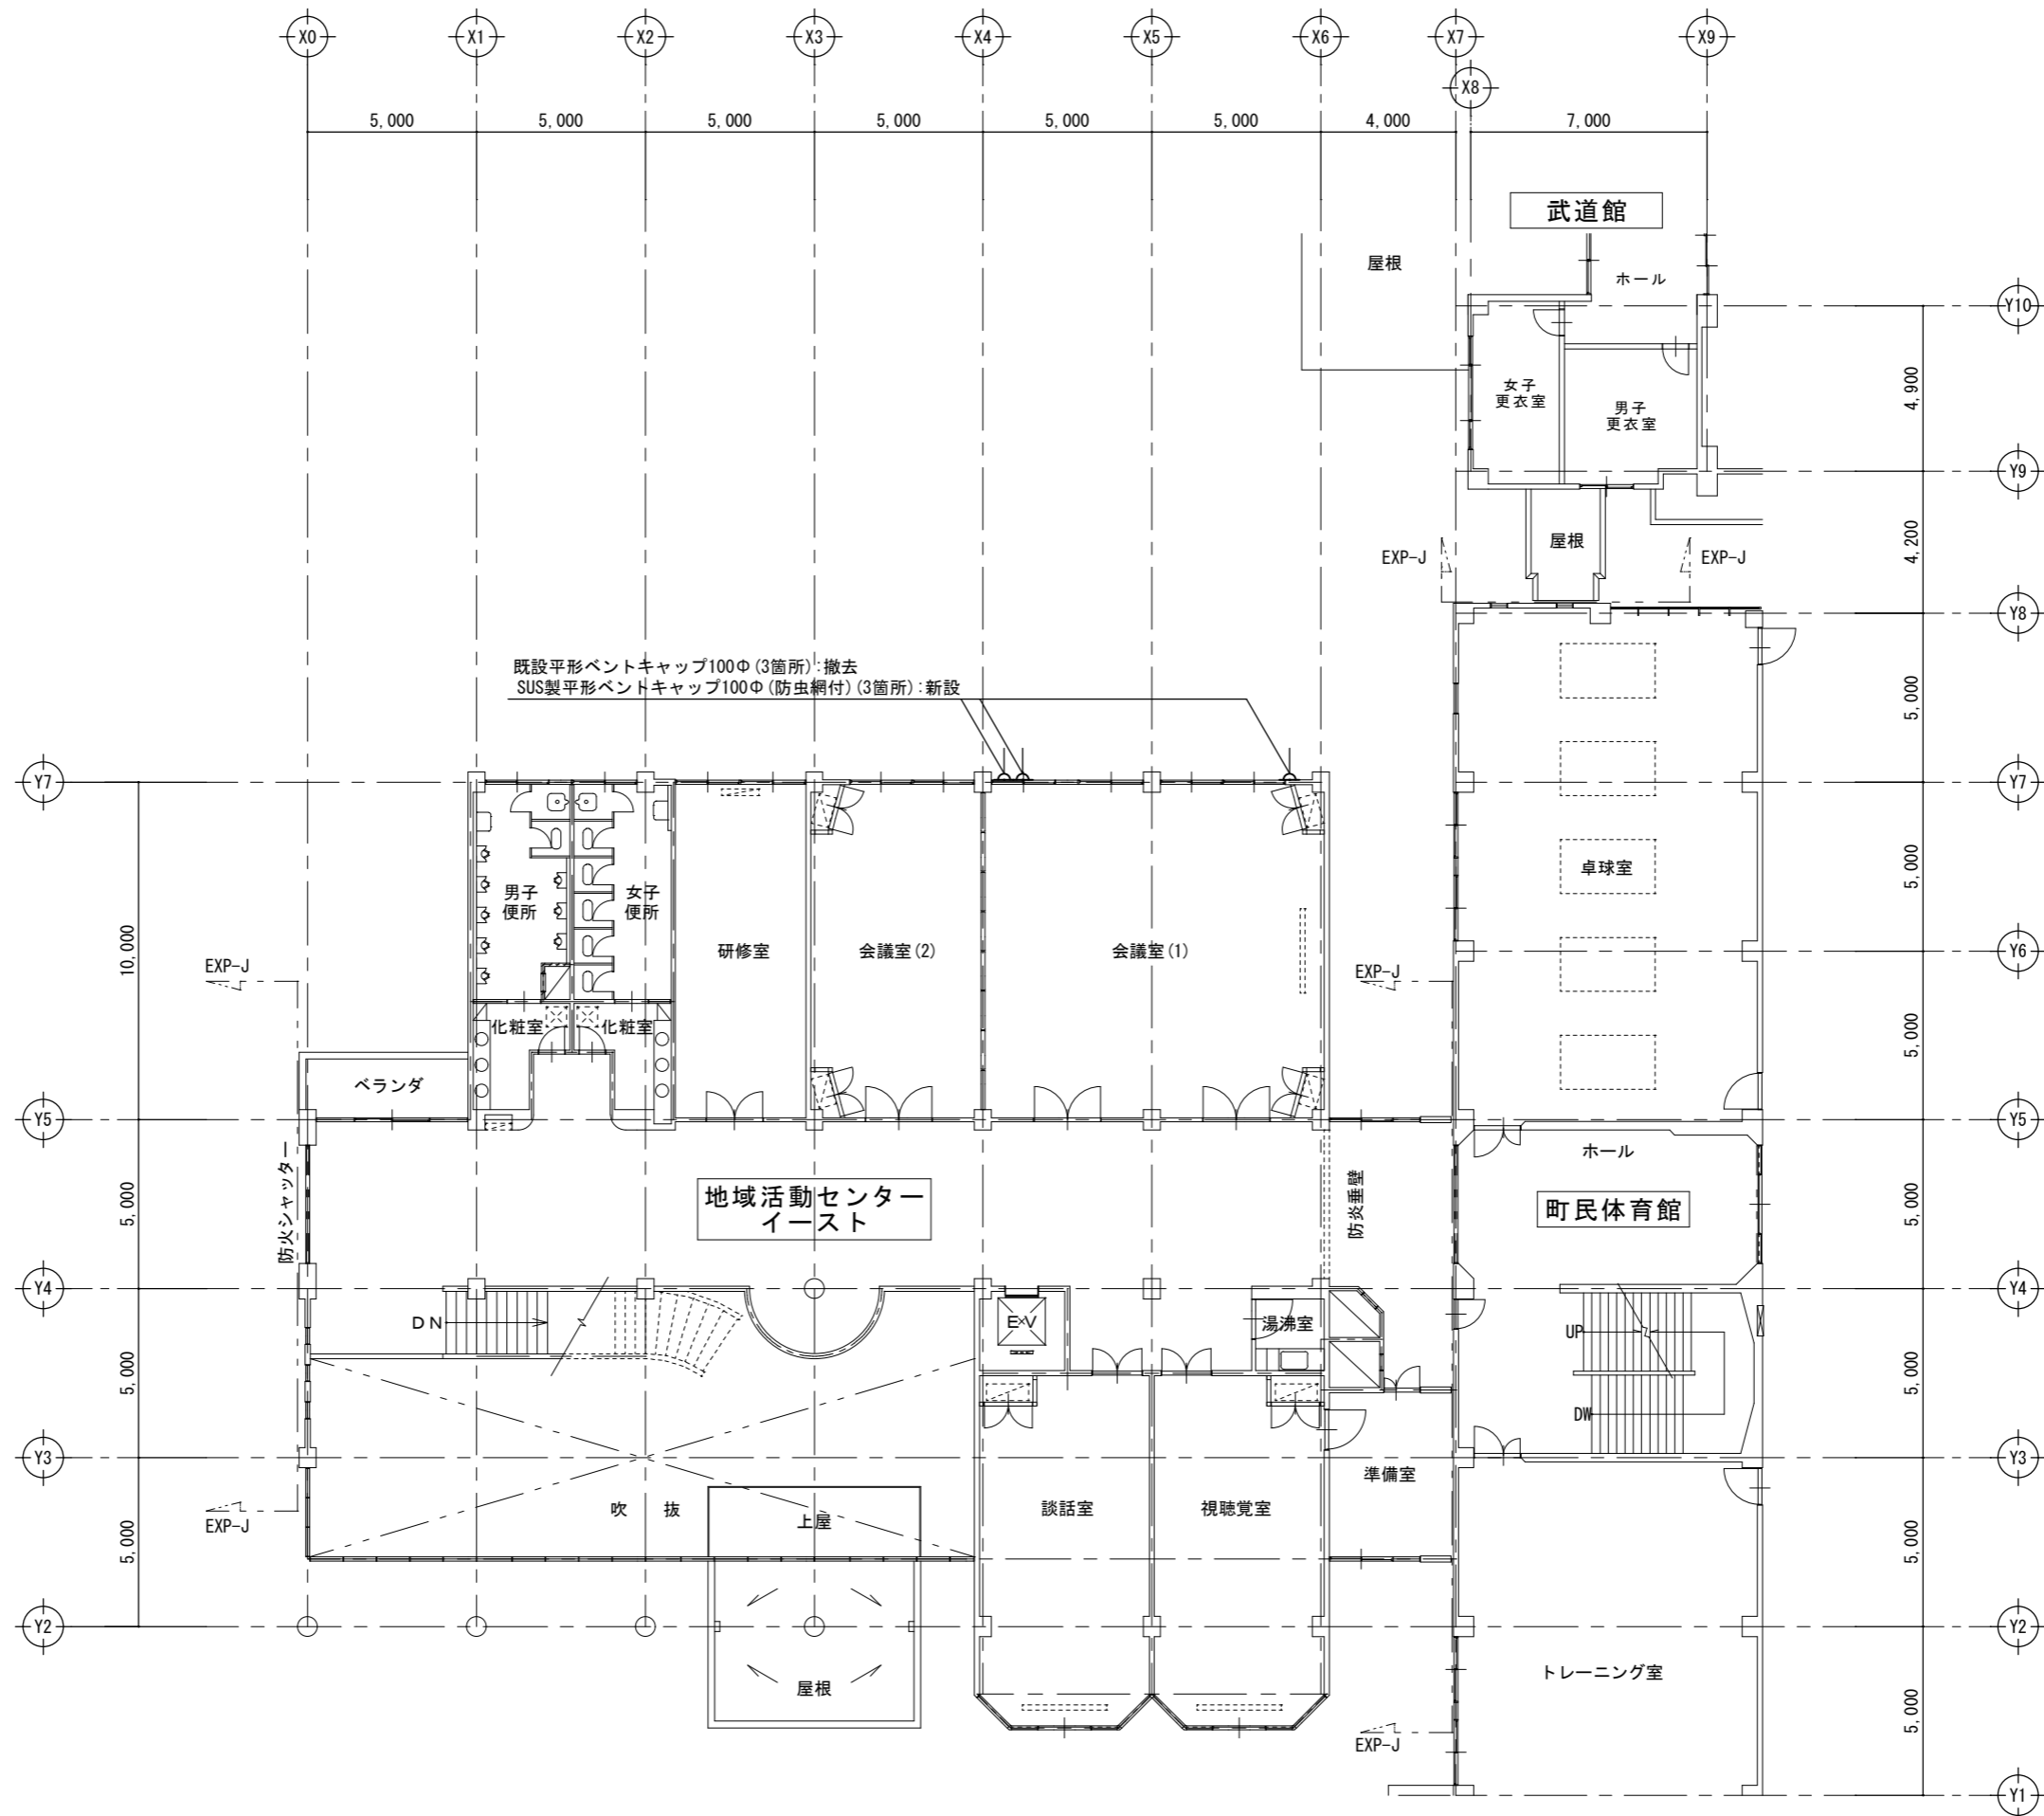 X0 X1 X2 X3 X4 X5 X6 X7 X9
X8
5,000 5,000 5,000 5,000 5,000 5,000 4,000 7,000
武道館
屋根
ホール
Y10
女子
更衣室
男子
更衣室
4,900
Y9
4,200
屋根
EXP-J
EXP-J
Y8
既設平形ベントキャップ100Φ(3箇所):撤去
SUS製平形ベントキャップ100Φ(防虫網付)(3箇所):新設
5,000
Y7
Y7
卓球室
5,000
男子
便所
女子
便所
研修室
会議室(2)
会議室(1)
10,000
Y6
EXP-J
EXP-J
化粧室
化粧室
5,000
ベランダ
Y5
Y5
防火シャッター
ホール
地域活動センター
イースト
防炎垂壁
町民体育館
5,000
5,000
Y4
Y4
DN
EXV
湯沸室
UP
5,000
5,000
DW
Y3
Y3
準備室
吹 抜
上屋
談話室
視聴覚室
EXP-J
5,000
5,000
Y2
Y2
トレーニング室
屋根
5,000
EXP-J
Y1